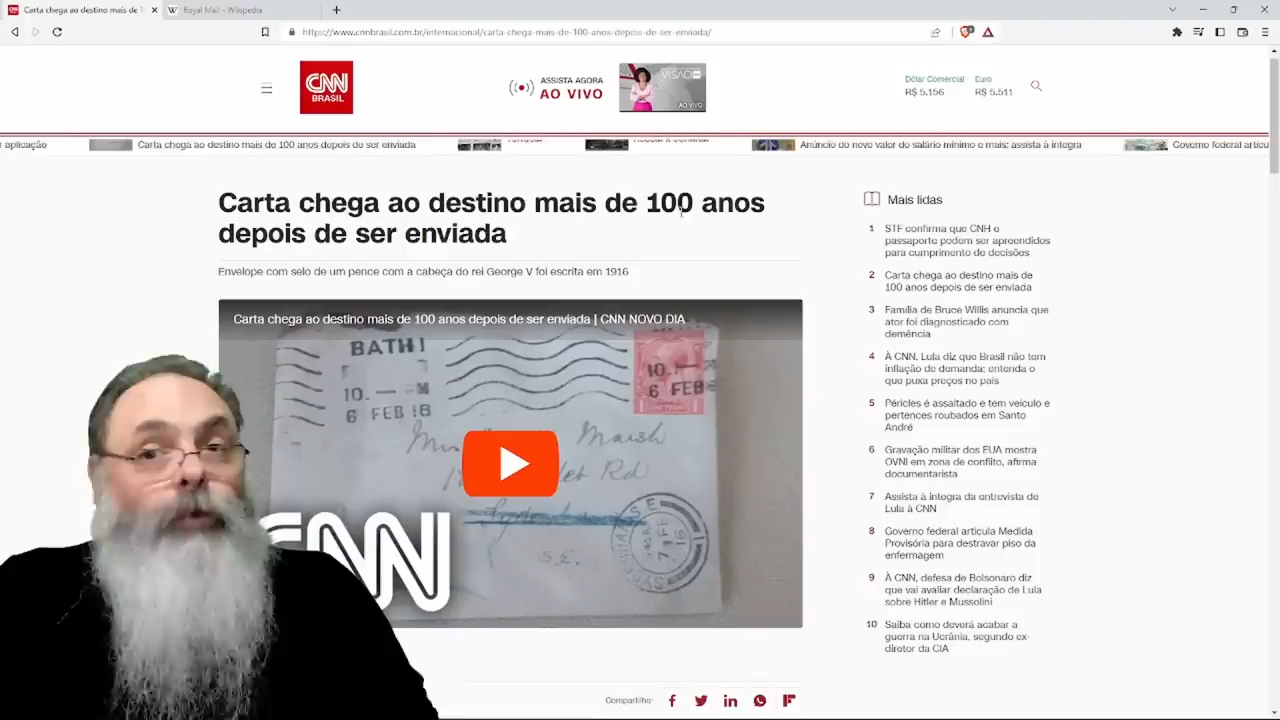 Carta chega ao destino mais de 1
Royal Mail - Wikipedia
https://www.cnnbrasil.com.br/internacional/carta-chega-mais-de-100-anos-depois-de-ser-enviada/
CNN
BRASIL
ASSISTA AGORA
AO VIVO
VISÃO
AO VIVO
Dólar Comercial
R$ 5.156
Euro
R$ 5.511
r aplicação
Carta chega ao destino mais de 100 anos depois de ser enviada
Anúncio do novo valor do salário mínimo e mais: assista à íntegra
Governo federal articu
Carta chega ao destino mais de 100 anos
depois de ser enviada
Envelope com selo de um pence com a cabeça do rei George V foi escrita em 1916
Carta chega ao destino mais de 100 anos depois de ser enviada | CNN NOVO DIA
BATH
10.—
6 FEB 16
10.—
6 FEB
Marsh
Rd
S.E.
CNN
Compartilhe:
Mais lidas
1 STF confirma que CNH e
passaporte podem ser apreendidos
para cumprimento de decisões
2 Carta chega ao destino mais de
100 anos depois de ser enviada
3 Família de Bruce Willis anuncia que
ator foi diagnosticado com
demência
4 À CNN, Lula diz que Brasil não tem
inflação de demanda; entenda o
que puxa preços no país
5 Péricles é assaltado e tem veículo e
pertences roubados em Santo
André
6 Gravação militar dos EUA mostra
OVNI em zona de conflito, afirma
documentarista
7 Assista à íntegra da entrevista de
Lula à CNN
8 Governo federal articula Medida
Provisória para destravar piso da
enfermagem
9 À CNN, defesa de Bolsonaro diz
que vai avaliar declaração de Lula
sobre Hitler e Mussolini
10 Saiba como deverá acabar a
guerra na Ucrânia, segundo ex-
diretor da CIA